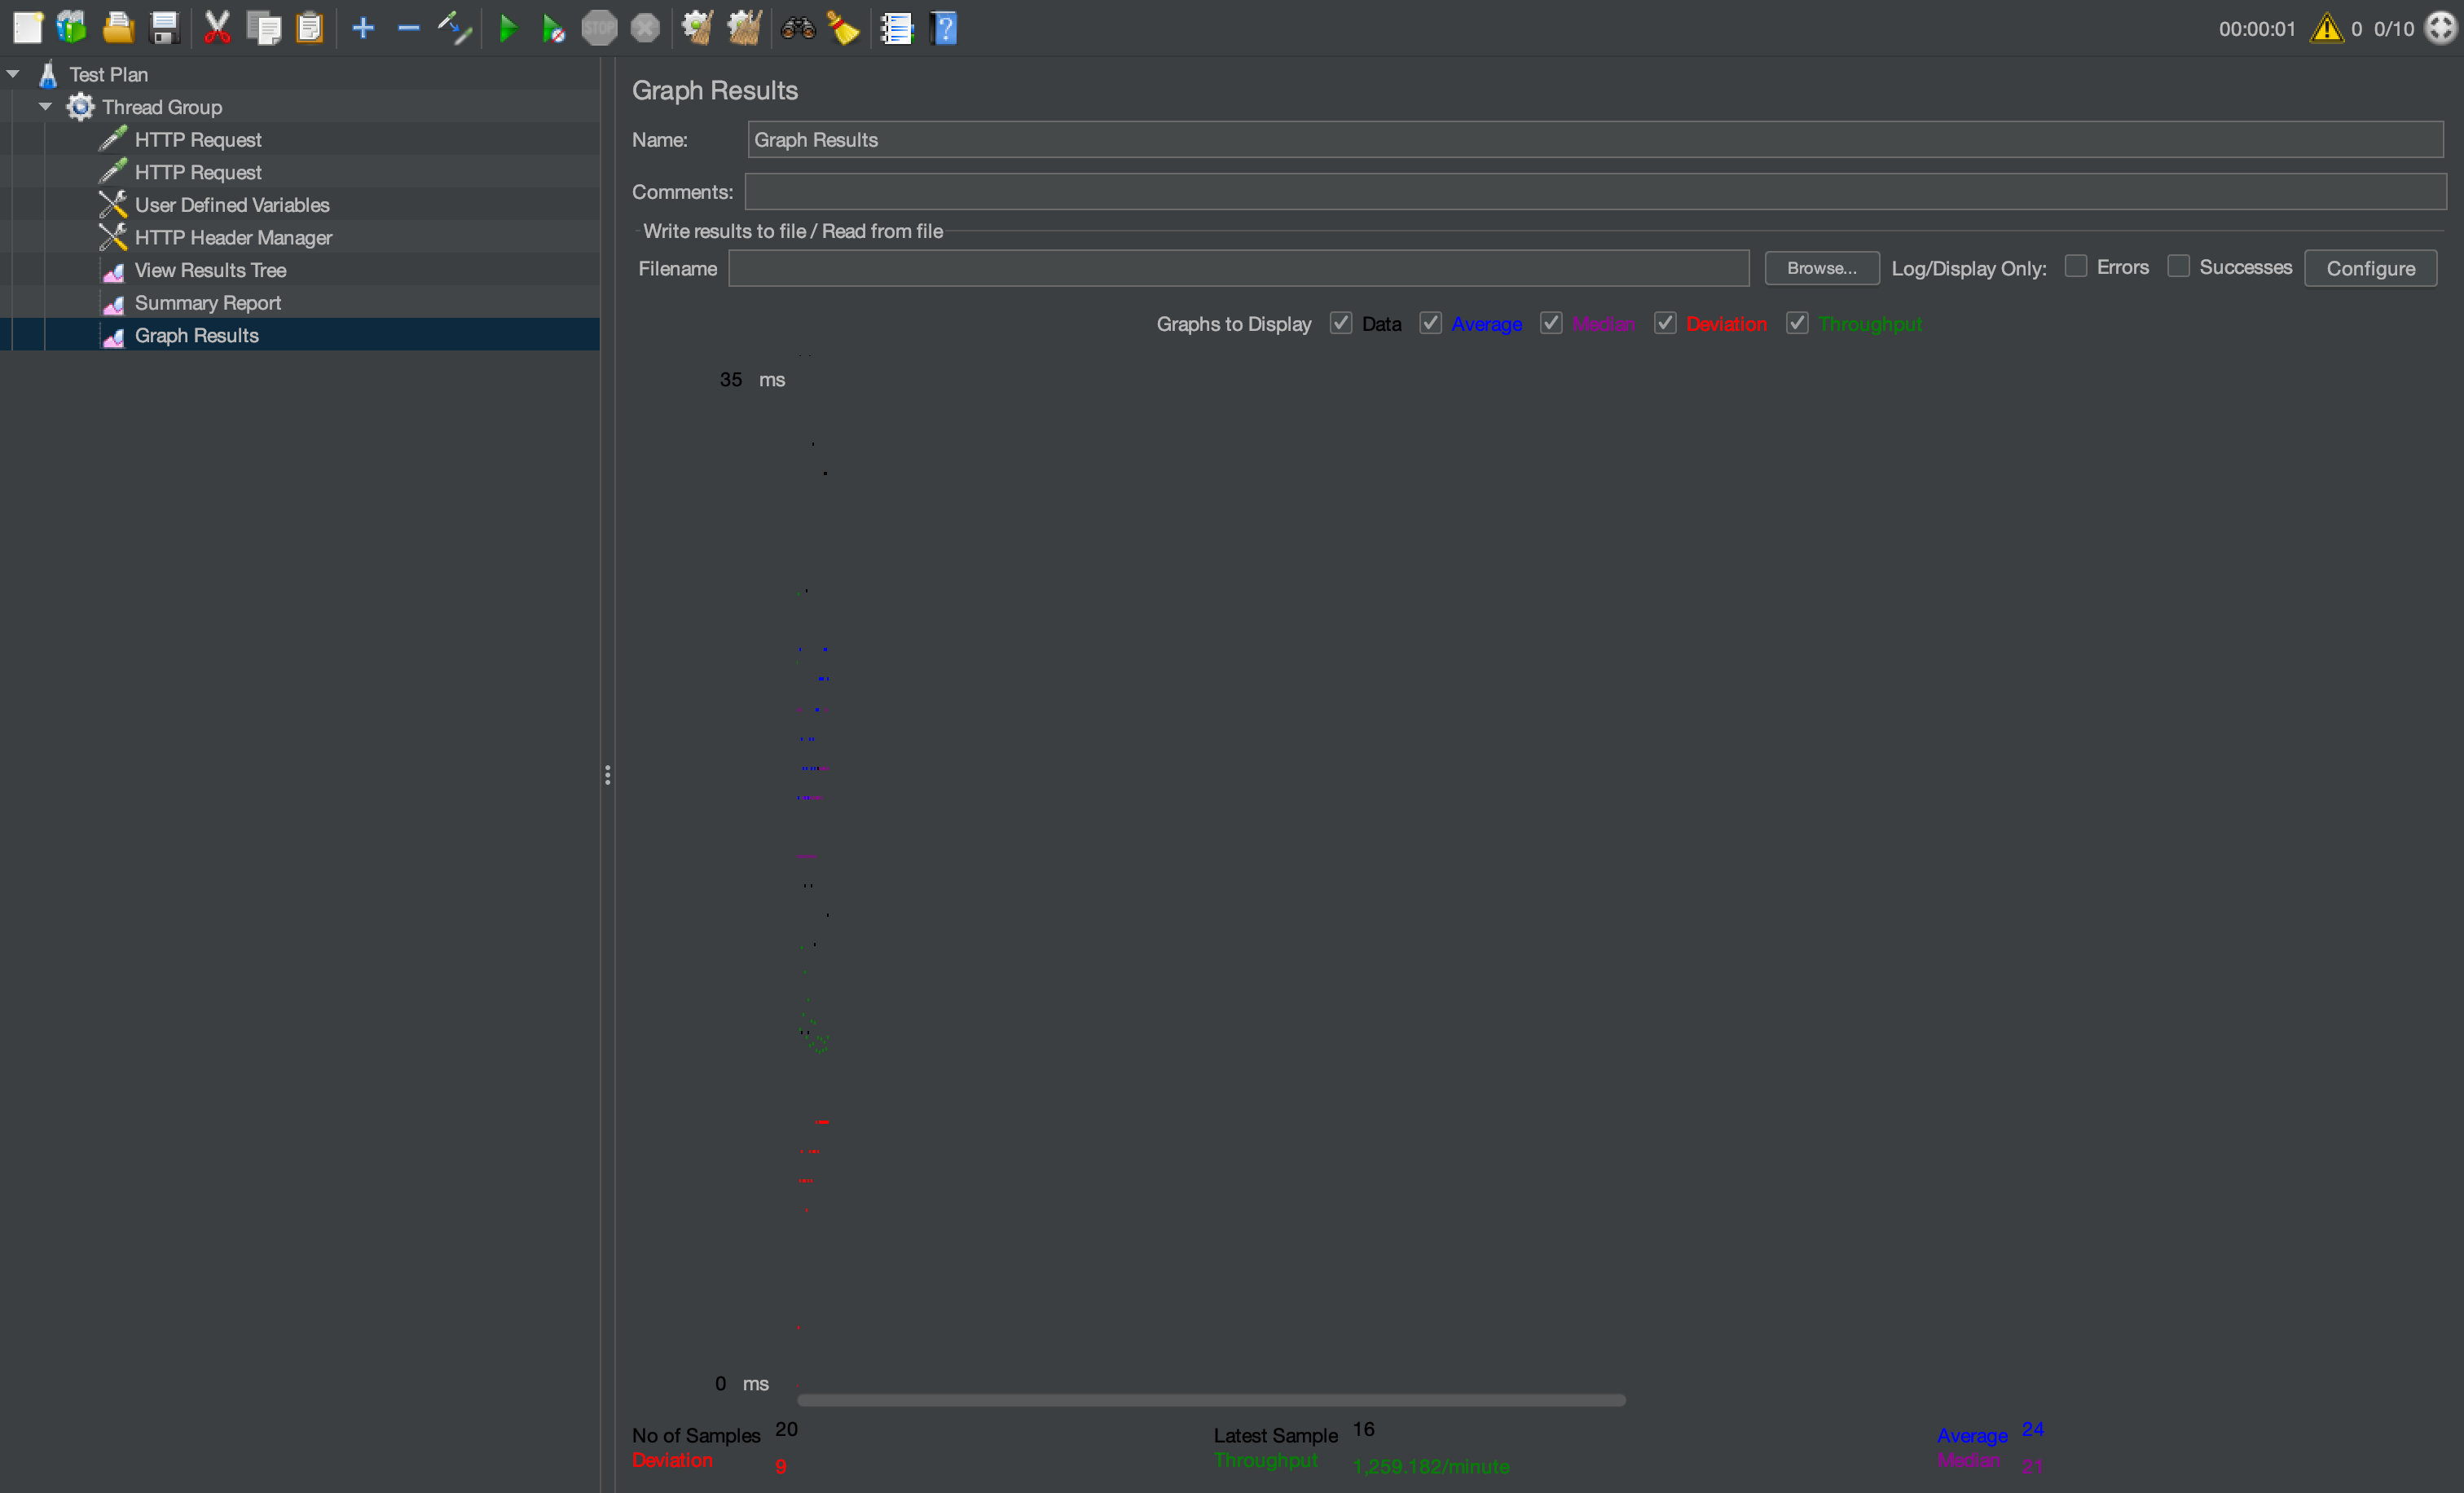 STOP
00:00:01 0 0/10
Test Plan
Thread Group
HTTP Request
HTTP Request
User Defined Variables
HTTP Header Manager
View Results Tree
Summary Report
Graph Results
Graph Results
Name: Graph Results
Comments:
Write results to file / Read from file
Filename Browse... Log/Display Only: Errors Successes Configure
Graphs to Display Data Average Median Deviation Throughput
35 ms
0 ms
No of Samples 20 Latest Sample 16 Average 24
Deviation 9 Throughput 1,259.182/minute Median 21